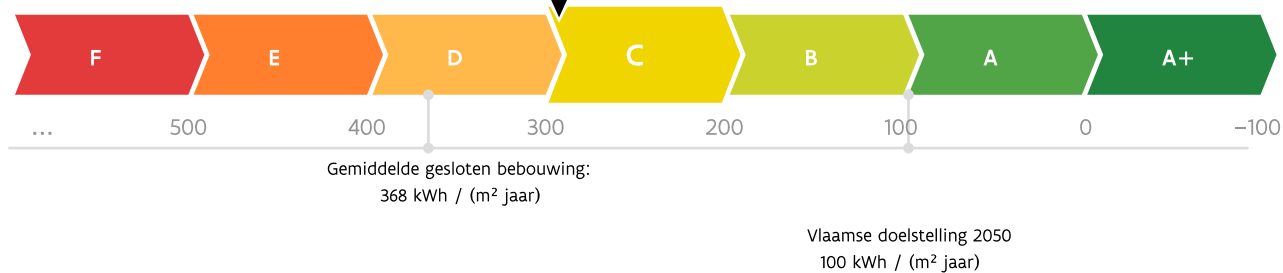 F E D C B A A+
... 500 400 300 200 100 0 −100
Gemiddelde gesloten bebouwing:
368 kWh / (m² jaar)
Vlaamse doelstelling 2050
100 kWh / (m² jaar)